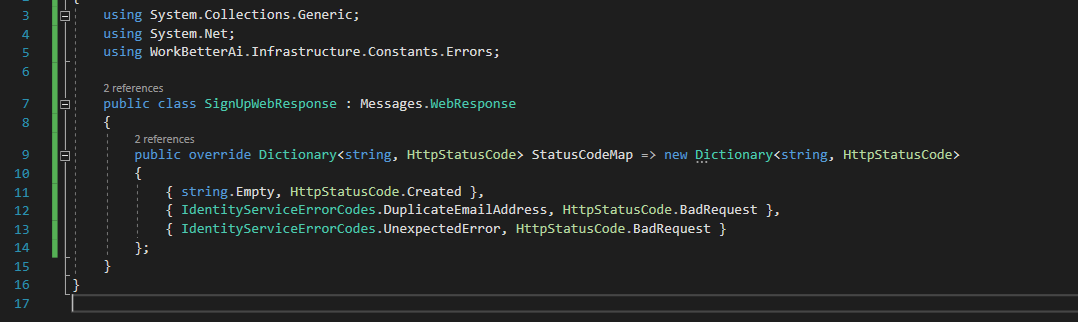 {
3 using System.Collections.Generic;
4 using System.Net;
5 using WorkBetterAi.Infrastructure.Constants.Errors;
6
2 references
7 public class SignUpWebResponse : Messages.WebResponse
8 {
2 references
9 public override Dictionary<string, HttpStatusCode> StatusCodeMap => new Dictionary<string, HttpStatusCode>
10 {
11 { string.Empty, HttpStatusCode.Created },
12 { IdentityServiceErrorCodes.DuplicateEmailAddress, HttpStatusCode.BadRequest },
13 { IdentityServiceErrorCodes.UnexpectedError, HttpStatusCode.BadRequest }
14 };
15 }
16 }
17